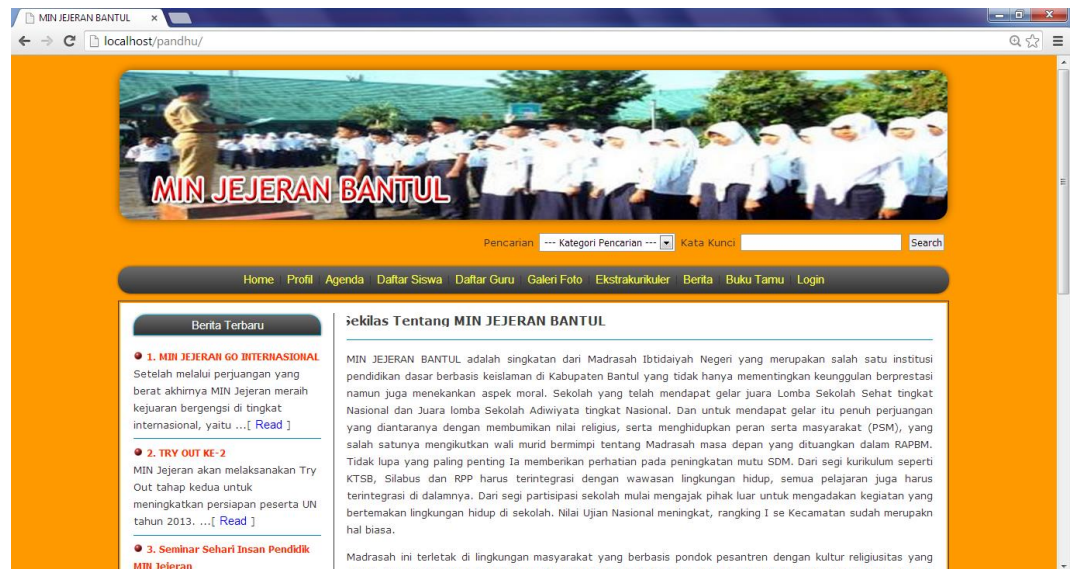 MIN JEJERAN BANTUL
localhost/pandhu/
MIN JEJERAN BANTUL
Pencarian --- Kategori Pencarian --- Kata Kunci Search
Home Profil Agenda Daftar Siswa Daftar Guru Galeri Foto Ekstrakurikuler Berita Buku Tamu Login
Berita Terbaru
1. MIN JEJERAN GO INTERNASIONAL
Setelah melalui perjuangan yang
berat akhirnya MIN Jejeran meraih
kejuaran bergengsi di tingkat
internasional, yaitu ...[ Read ]
2. TRY OUT KE-2
MIN Jejeran akan melaksanakan Try
Out tahap kedua untuk
meningkatkan persiapan peserta UN
tahun 2013. ...[ Read ]
3. Seminar Sehari Insan Pendidik
MIN Jejeran
Sekilas Tentang MIN JEJERAN BANTUL
MIN JEJERAN BANTUL adalah singkatan dari Madrasah Ibtidaiyah Negeri yang merupakan salah satu institusi
pendidikan dasar berbasis keislaman di Kabupaten Bantul yang tidak hanya mementingkan keunggulan berprestasi
namun juga menekankan aspek moral. Sekolah yang telah mendapat gelar juara Lomba Sekolah Sehat tingkat
Nasional dan Juara lomba Sekolah Adiwiyata tingkat Nasional. Dan untuk mendapat gelar itu penuh perjuangan
yang diantaranya dengan membumikan nilai religius, serta menghidupkan peran serta masyarakat (PSM), yang
salah satunya mengikutkan wali murid bermimpi tentang Madrasah masa depan yang dituangkan dalam RAPBM.
Tidak lupa yang paling penting Ia memberikan perhatian pada peningkatan mutu SDM. Dari segi kurikulum seperti
KTSB, Silabus dan RPP harus terintegrasi dengan wawasan lingkungan hidup, semua pelajaran juga harus
terintegrasi di dalamnya. Dari segi partisipasi sekolah mulai mengajak pihak luar untuk mengadakan kegiatan yang
bertemakan lingkungan hidup di sekolah. Nilai Ujian Nasional meningkat, rangking I se Kecamatan sudah merupakn
hal biasa.
Madrasah ini terletak di lingkungan masyarakat yang berbasis pondok pesantren dengan kultur religiusitas yang